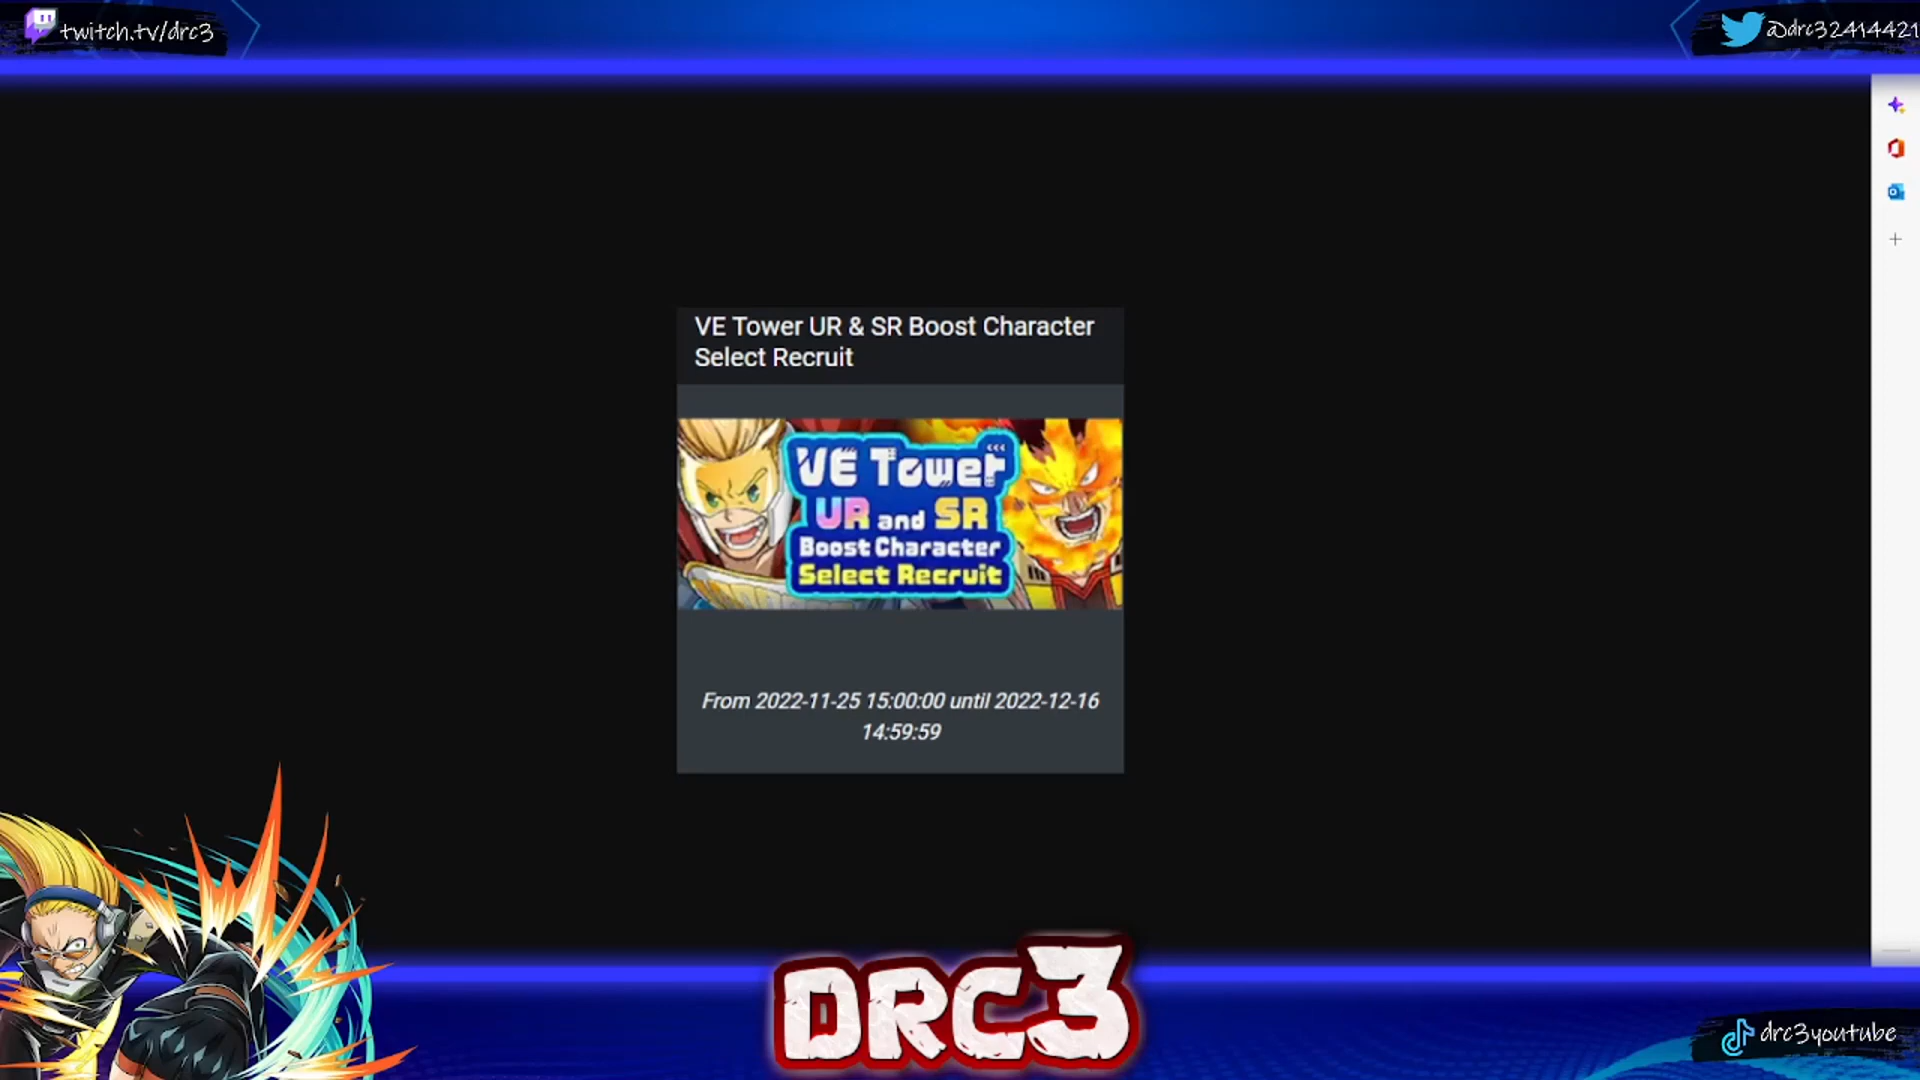 twitch.tv/drc3
@drc32414421
VE Tower UR & SR Boost Character
Select Recruit
VE Tower
UR and SR
Boost Character
Select Recruit
From 2022-11-25 15:00:00 until 2022-12-16
14:59:59
DRC3
drc3youtube